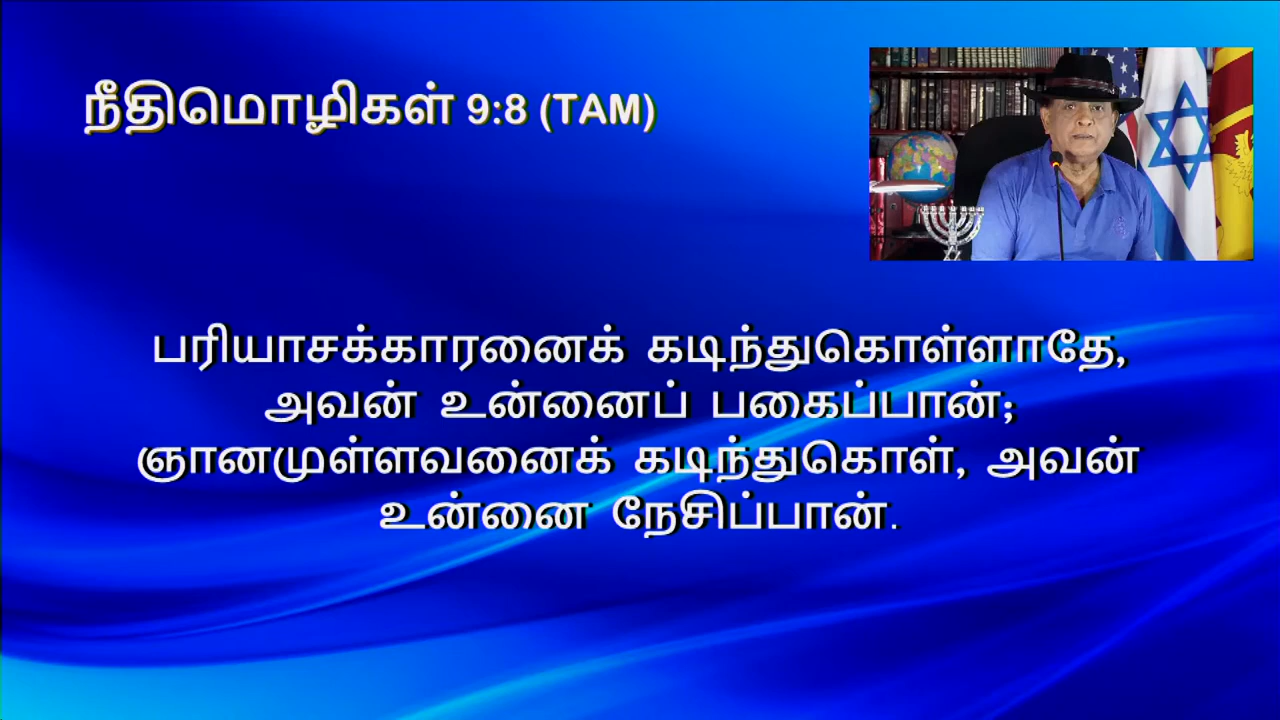 நீதிமொழிகள் 9:8 (TAM)
பரியாசக்காரனைக் கடிந்துகொள்ளாதே,
அவன் உன்னைப் பகைப்பான்;
ஞானமுள்ளவனைக் கடிந்துகொள், அவன்
உன்னை நேசிப்பான்.